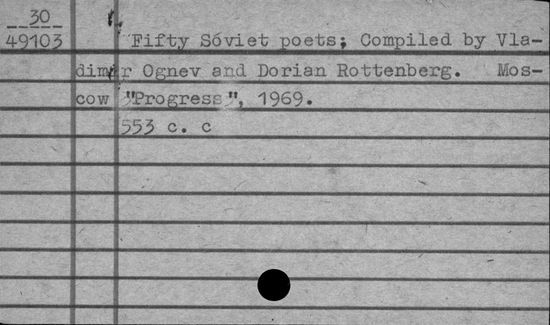 30
49103 Fifty Sóviet poets; Compiled by Vla-
dimir Ognev and Dorian Rottenberg. Mos-
cow "Progress", 1969.
553 c. c